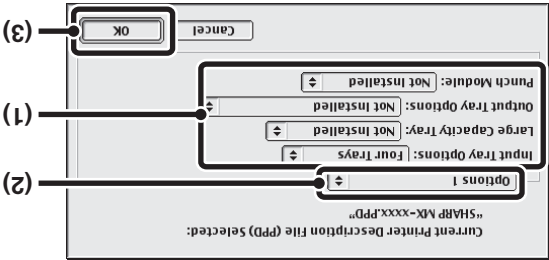 Current Printer Description File (PPD) Selected:
"SHARP MX-xxxx.PPD"
Options 1
(2)
Input Tray Options: Four Trays
Large Capacity Tray: Not Installed
Output Tray Options: Not Installed
Punch Module: Not Installed
(1)
Cancel
OK
(3)